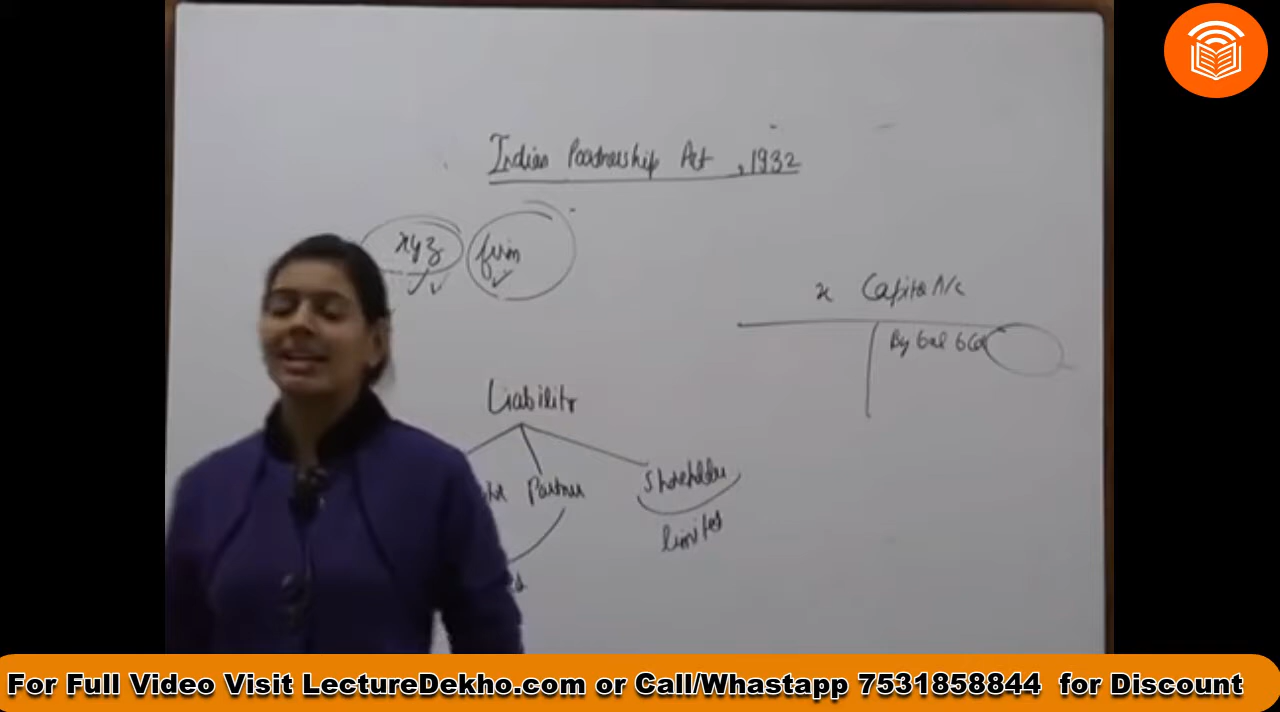 Indian Partnership Act, 1932
xyz firm
x Capital A/c
By bal b/d
Liability
Partner Shareholder
limited
For Full Video Visit LectureDekho.com or Call/Whastapp 7531858844 for Discount